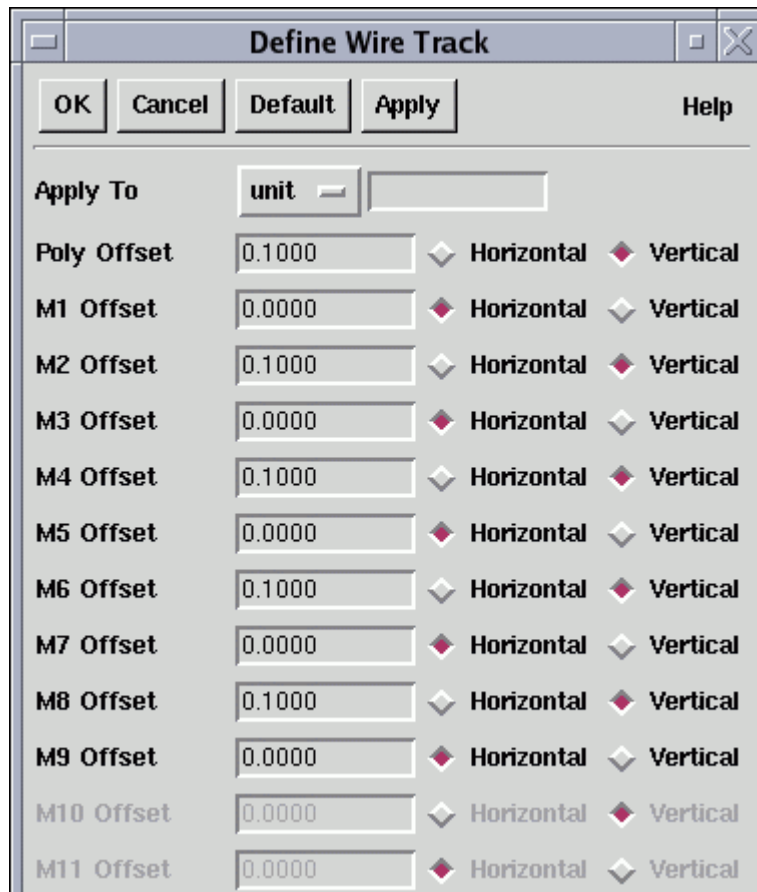 Define Wire Track
OK Cancel Default Apply Help
Apply To unit
Poly Offset 0.1000 Horizontal Vertical
M1 Offset 0.0000 Horizontal Vertical
M2 Offset 0.1000 Horizontal Vertical
M3 Offset 0.0000 Horizontal Vertical
M4 Offset 0.1000 Horizontal Vertical
M5 Offset 0.0000 Horizontal Vertical
M6 Offset 0.1000 Horizontal Vertical
M7 Offset 0.0000 Horizontal Vertical
M8 Offset 0.1000 Horizontal Vertical
M9 Offset 0.0000 Horizontal Vertical
M10 Offset 0.0000 Horizontal Vertical
M11 Offset 0.0000 Horizontal Vertical